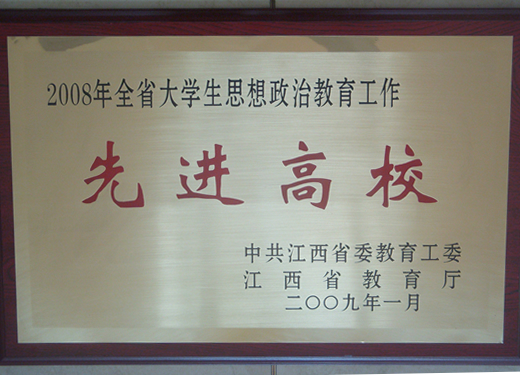 2008年全省大学生思想政治教育工作
先进高校
中共江西省委教育工委
江西省教育厅
二〇〇九年一月